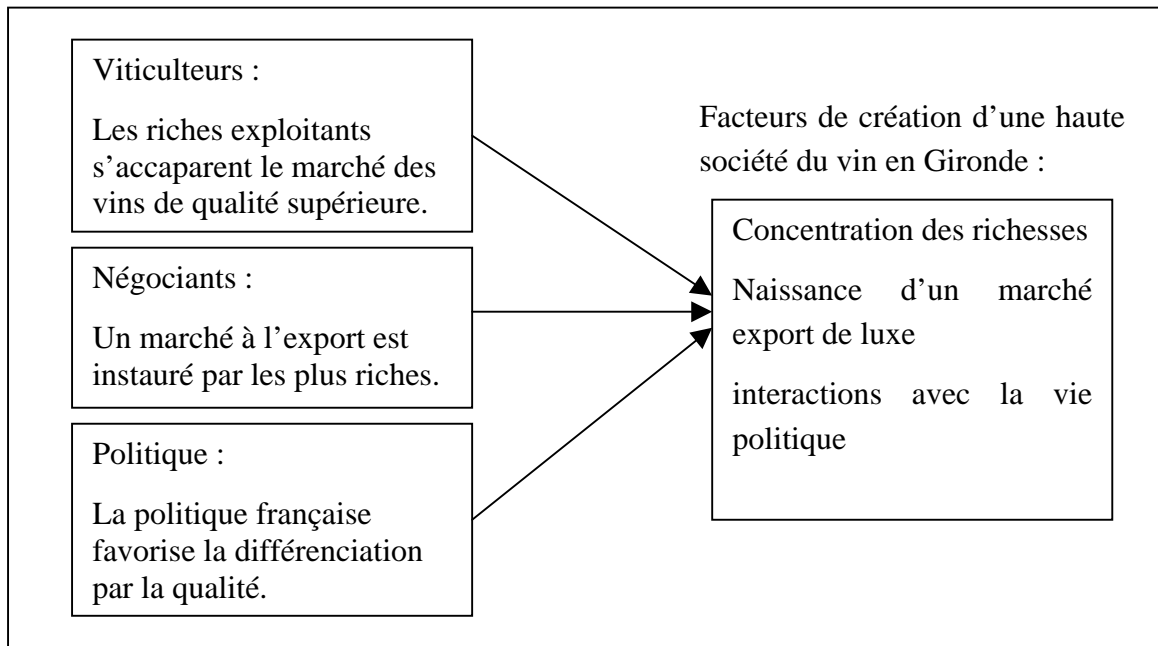 Viticulteurs :
Les riches exploitants
s’accaparent le marché des
vins de qualité supérieure.
Négociants :
Un marché à l’export est
instauré par les plus riches.
Politique :
La politique française
favorise la différenciation
par la qualité.
Facteurs de création d’une haute
société du vin en Gironde :
Concentration des richesses
Naissance d’un marché
export de luxe
interactions avec la vie
politique